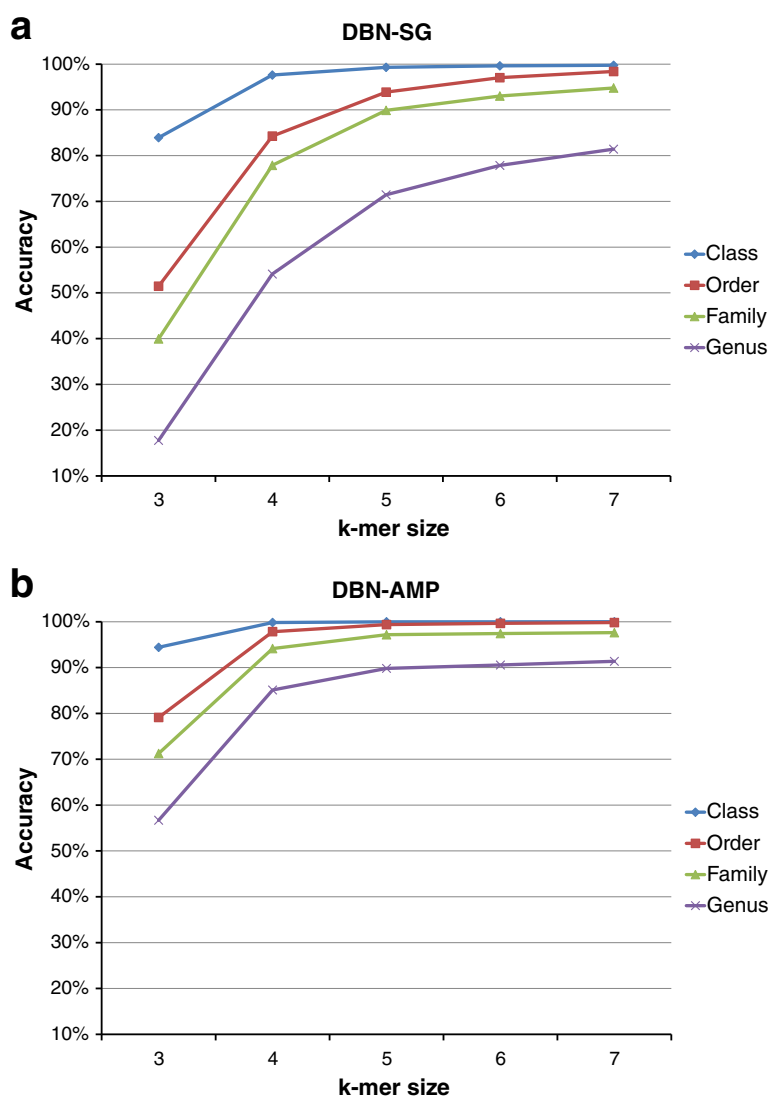 a
DBN-SG
100%
90%
80%
70%
60%
50%
40%
30%
20%
10%
Accuracy
3 4 5 6 7
k-mer size
Class
Order
Family
Genus
b
DBN-AMP
100%
90%
80%
70%
60%
50%
40%
30%
20%
10%
Accuracy
3 4 5 6 7
k-mer size
Class
Order
Family
Genus